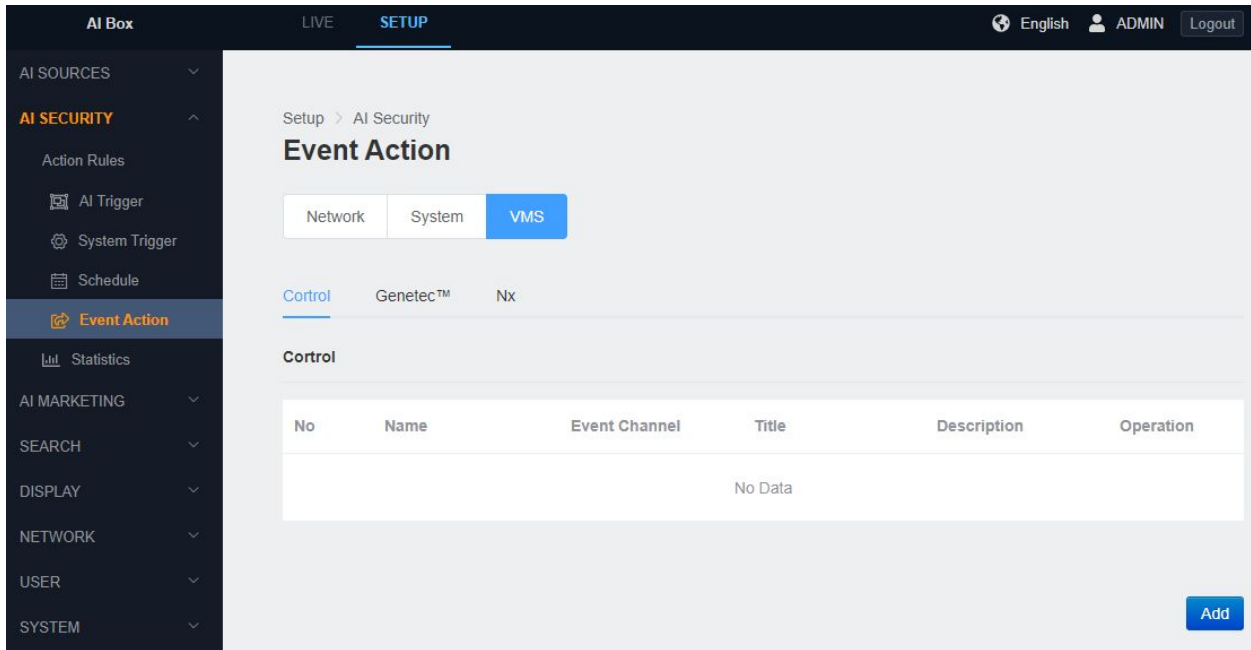 AI Box LIVE SETUP English ADMIN Logout
AI SOURCES
AI SECURITY
Action Rules
AI Trigger
System Trigger
Schedule
Event Action
Statistics
AI MARKETING
SEARCH
DISPLAY
NETWORK
USER
SYSTEM
Setup > AI Security
Event Action
Network System VMS
Cortrol Genetec™ Nx
Cortrol
No Name Event Channel Title Description Operation
No Data
Add